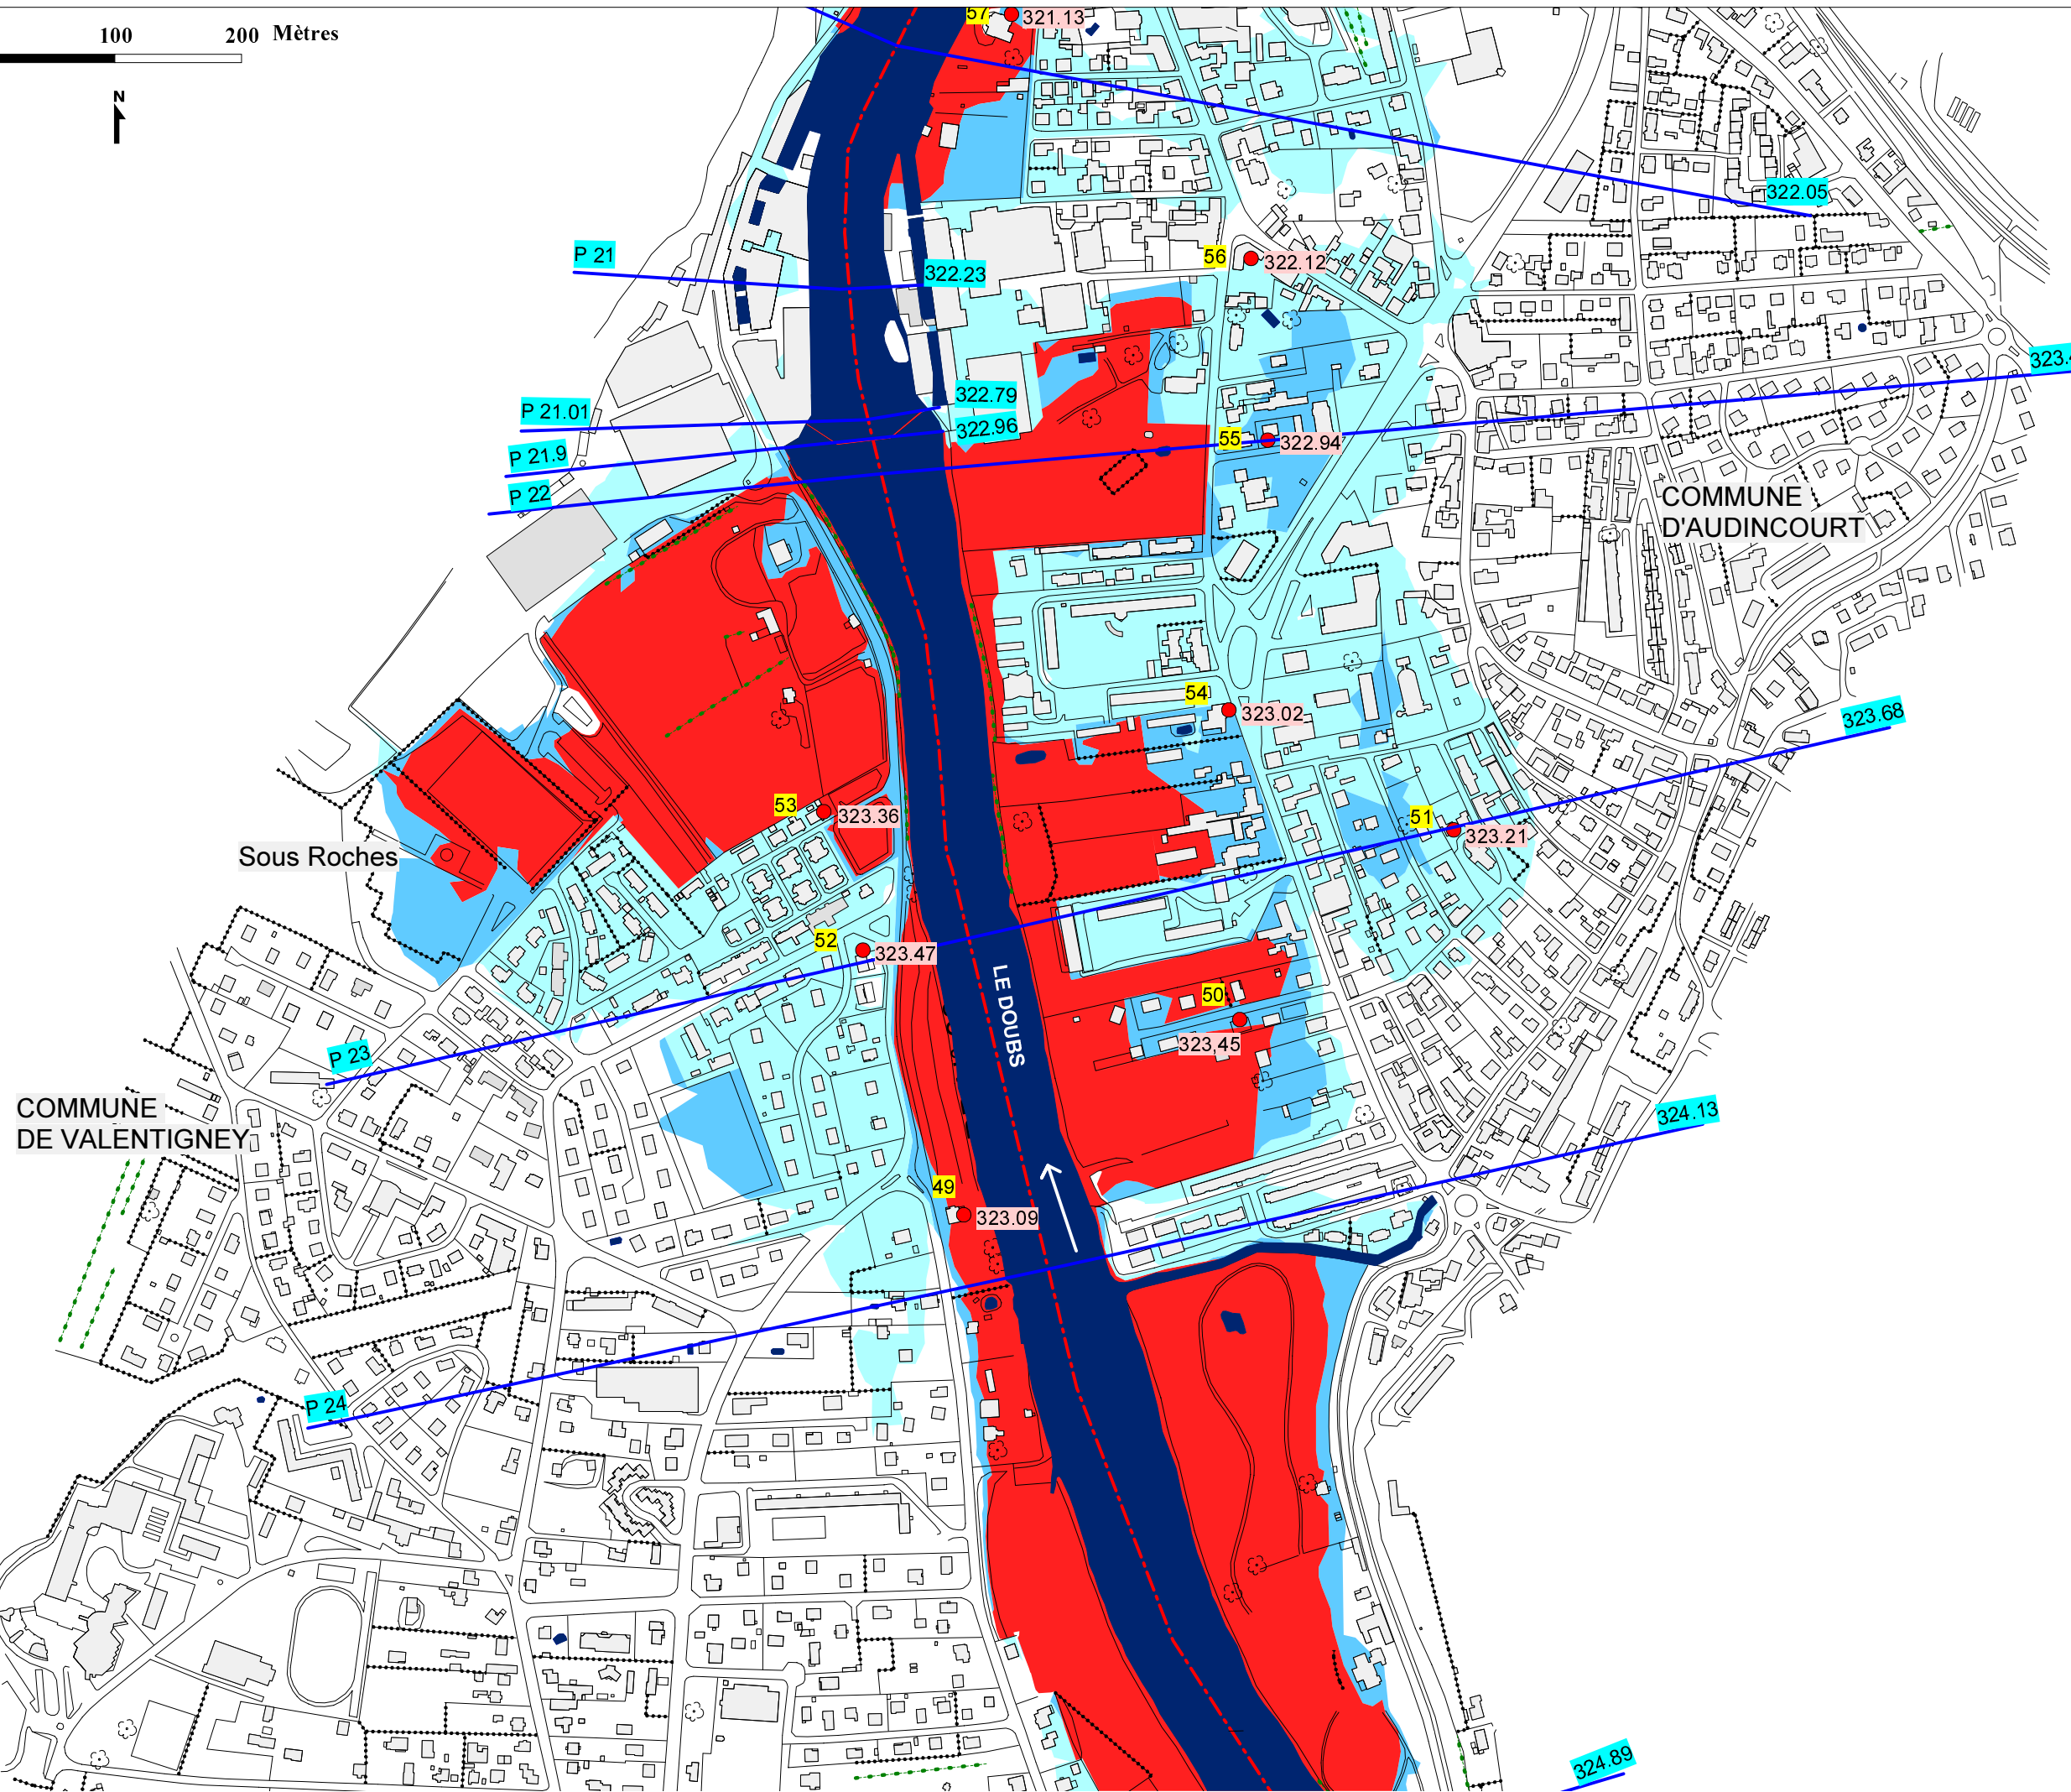 57
321.13
100 200 Mètres
N
322.05
P 21
322.23
56
322.12
323.4
P 21.01
322.79
322.96
P 21.9
55
322.94
P 22
COMMUNE
D'AUDINCOURT
54
323.02
323.68
53
323.36
51
323.21
Sous Roches
52
323.47
50
323,45
LE DOUBS
P 23
COMMUNE
DE VALENTIGNEY
324.13
49
323.09
P 24
324.89